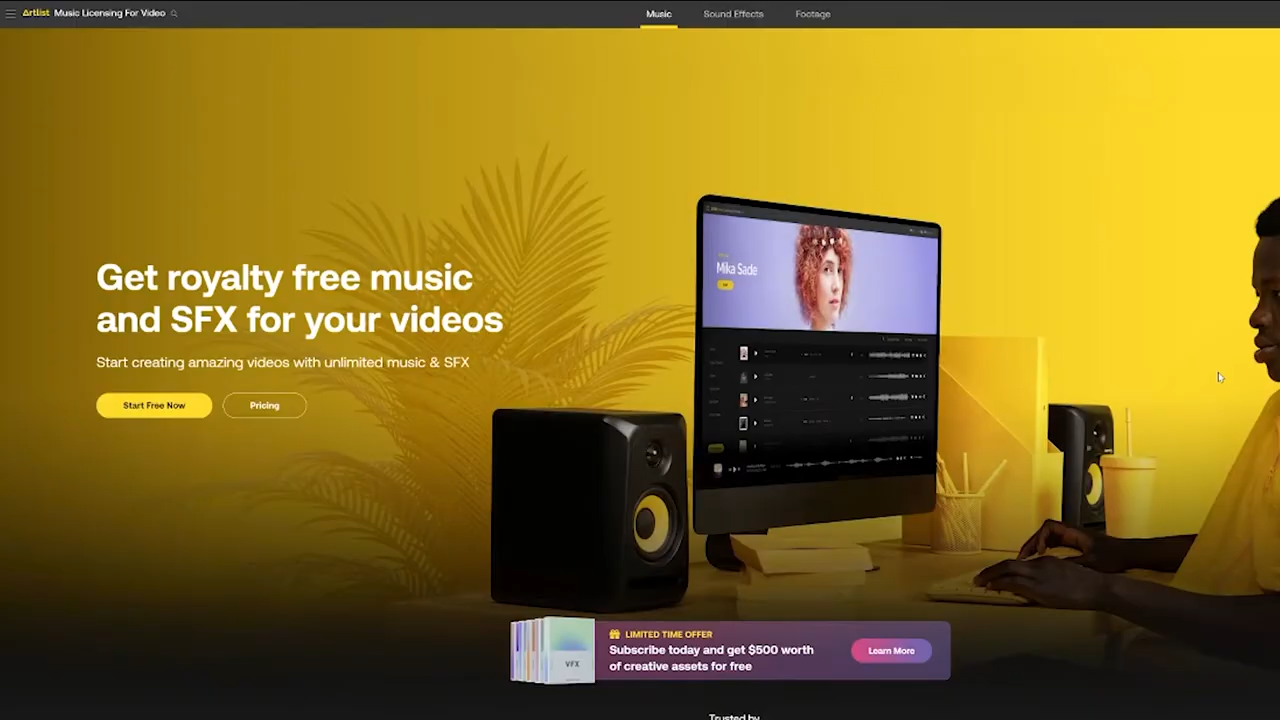 Artlist Music Licensing For Video
Music
Sound Effects
Footage
Get royalty free music
and SFX for your videos
Start creating amazing videos with unlimited music & SFX
Start Free Now
Pricing
Mika Sade
VFX
LIMITED TIME OFFER
Subscribe today and get $500 worth
of creative assets for free
Learn More
Trusted by